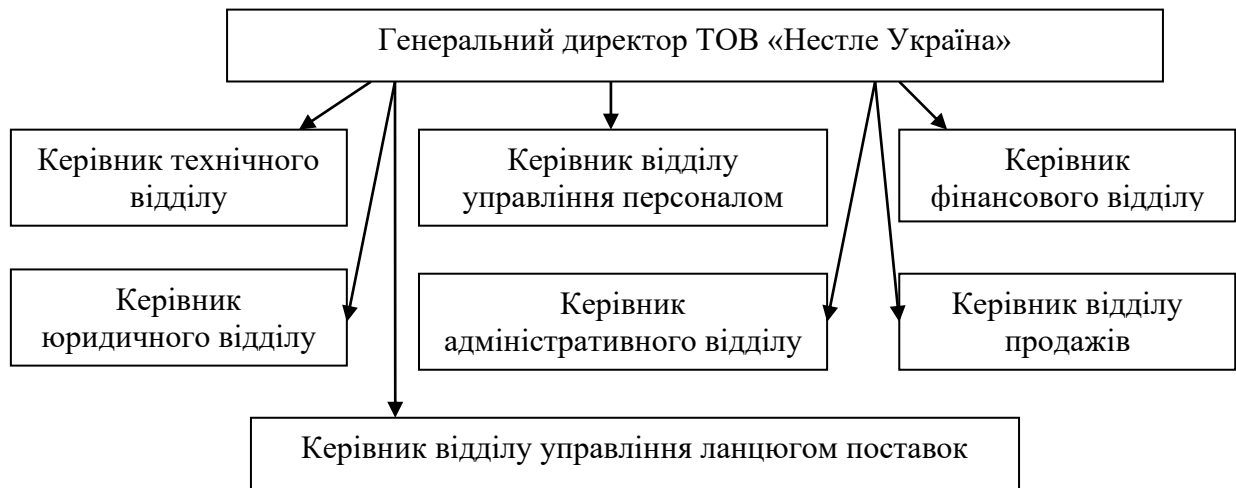 Генеральний директор ТОВ «Нестле Україна»
Керівник технічного
відділу
Керівник відділу
управління персоналом
Керівник
фінансового відділу
Керівник
юридичного відділу
Керівник
адміністративного відділу
Керівник відділу
продажів
Керівник відділу управління ланцюгом поставок